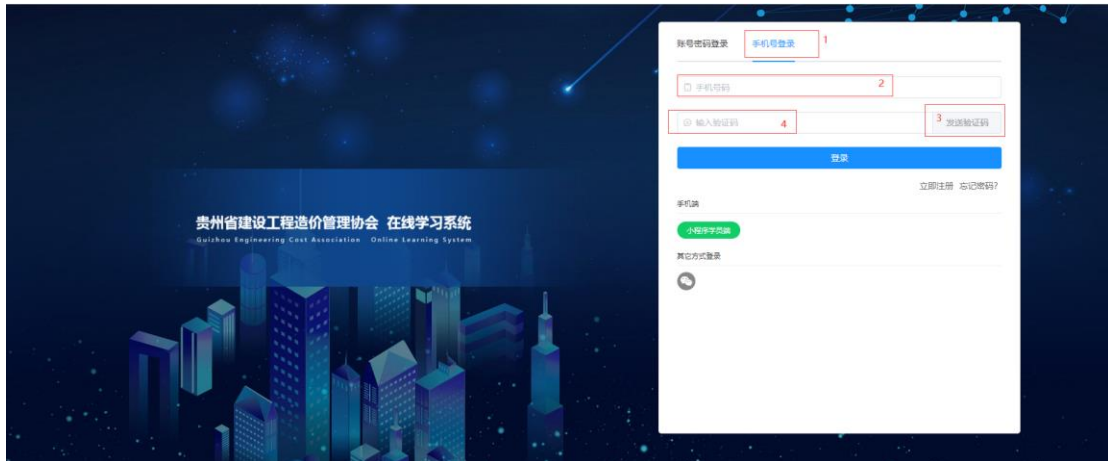 账号密码登录 手机号登录 1
手机号码 2
输入验证码 4 3 发送验证码
登录
立即注册 忘记密码?
手机端
小程序学员端
其它方式登录
贵州省建设工程造价管理协会 在线学习系统
Guizhou Engineering Cost Association Online Learning System